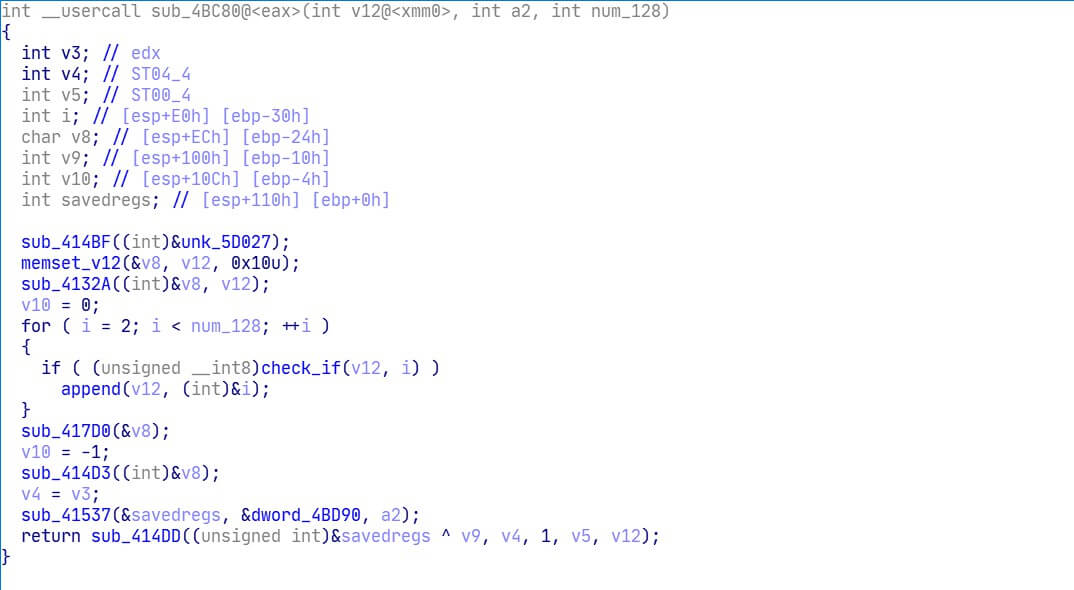 int __usercall sub_4BC80@<eax>(int v12@<xmm0>, int a2, int num_128)
{
  int v3; // edx
  int v4; // ST04_4
  int v5; // ST00_4
  int i; // [esp+E0h] [ebp-30h]
  char v8; // [esp+ECh] [ebp-24h]
  int v9; // [esp+100h] [ebp-10h]
  int v10; // [esp+10Ch] [ebp-4h]
  int savedregs; // [esp+110h] [ebp+0h]

  sub_414BF((int)&unk_5D027);
  memset_v12(&v8, v12, 0x10u);
  sub_4132A((int)&v8, v12);
  v10 = 0;
  for ( i = 2; i < num_128; ++i )
  {
    if ( (unsigned __int8)check_if(v12, i) )
      append(v12, (int)&i);
  }
  sub_417D0(&v8);
  v10 = -1;
  sub_414D3((int)&v8);
  v4 = v3;
  sub_41537(&savedregs, &dword_4BD90, a2);
  return sub_414DD((unsigned int)&savedregs ^ v9, v4, 1, v5, v12);
}